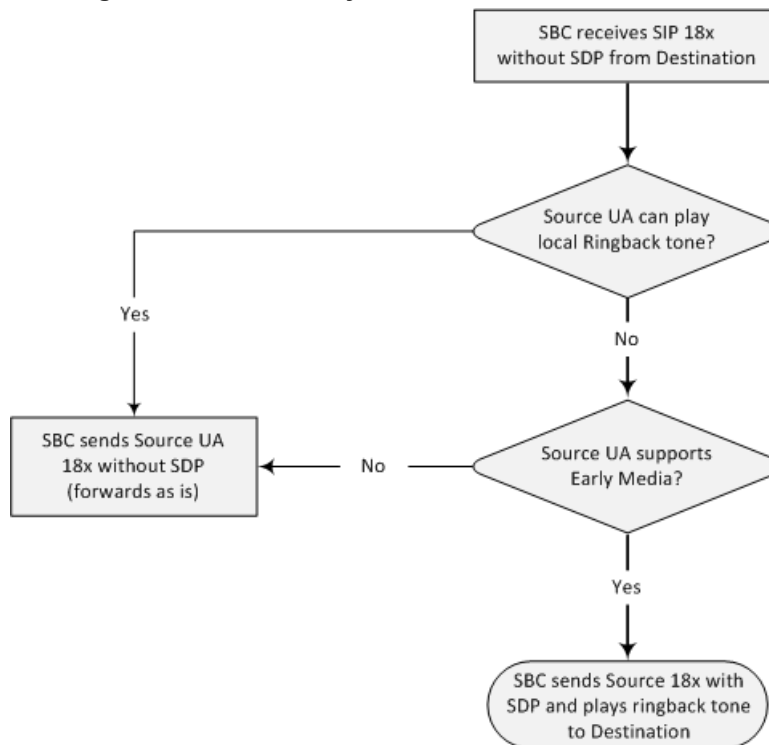 SBC receives SIP 18x
without SDP from Destination
Source UA can play
local Ringback tone?
Yes
No
SBC sends Source UA
18x without SDP
(forwards as is)
No
Source UA supports
Early Media?
Yes
SBC sends Source 18x with
SDP and plays ringback tone
to Destination